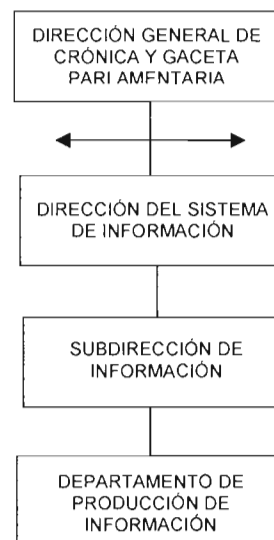 DIRECCIÓN GENERAL DE
CRÓNICA Y GACETA
PARLAMENTARIA
DIRECCIÓN DEL SISTEMA
DE INFORMACIÓN
SUBDIRECCIÓN DE
INFORMACIÓN
DEPARTAMENTO DE
PRODUCCIÓN DE
INFORMACIÓN